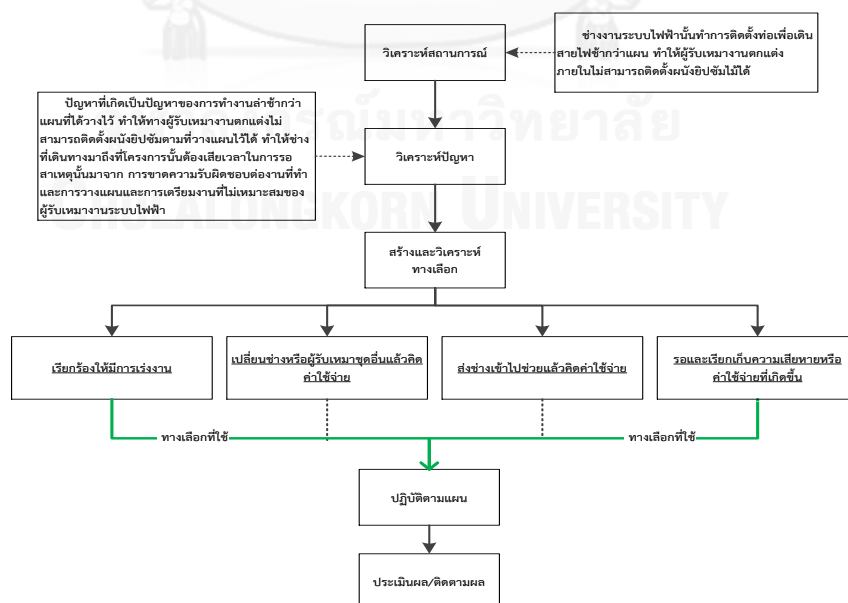 วิเคราะห์สถานการณ์
ช่างงานระบบไฟฟ้านั้นทำการติดตั้งท่อเพื่อเดิน
สายไฟช้ากว่าแผน ทำให้ผู้รับเหมางานตกแต่ง
ภายในไม่สามารถติดตั้งผนังยิปซัมไม้ได้
ปัญหาที่เกิดเป็นปัญหาของการทำงานล่าช้ากว่า
แผนที่ได้วางไว้ ทำให้ทางผู้รับเหมางานตกแต่งไม่
สามารถติดตั้งผนังยิปซัมตามที่วางแผนไว้ได้ ทำให้ช่าง
ที่เดินทางมาถึงที่โครงการนั้นต้องเสียเวลาในการรอ
สาเหตุนั้นมาจาก การขาดความรับผิดชอบต่องานที่ทำ
และการวางแผนและการเตรียมงานที่ไม่เหมาะสมของ
ผู้รับเหมางานระบบไฟฟ้า
วิเคราะห์ปัญหา
มหาวิทยาลัย
UNIVERSITY
สร้างและวิเคราะห์
ทางเลือก
เรียกร้องให้มีการเร่งงาน
เปลี่ยนช่างหรือผู้รับเหมาชุดอื่นแล้วคิด
ค่าใช้จ่าย
ส่งช่างเข้าไปช่วยแล้วคิดค่าใช้จ่าย
รอและเรียกเก็บความเสียหายหรือ
ค่าใช้จ่ายที่เกิดขึ้น
ทางเลือกที่ใช้
ทางเลือกที่ใช้
ปฏิบัติตามแผน
ประเมินผล/ติดตามผล